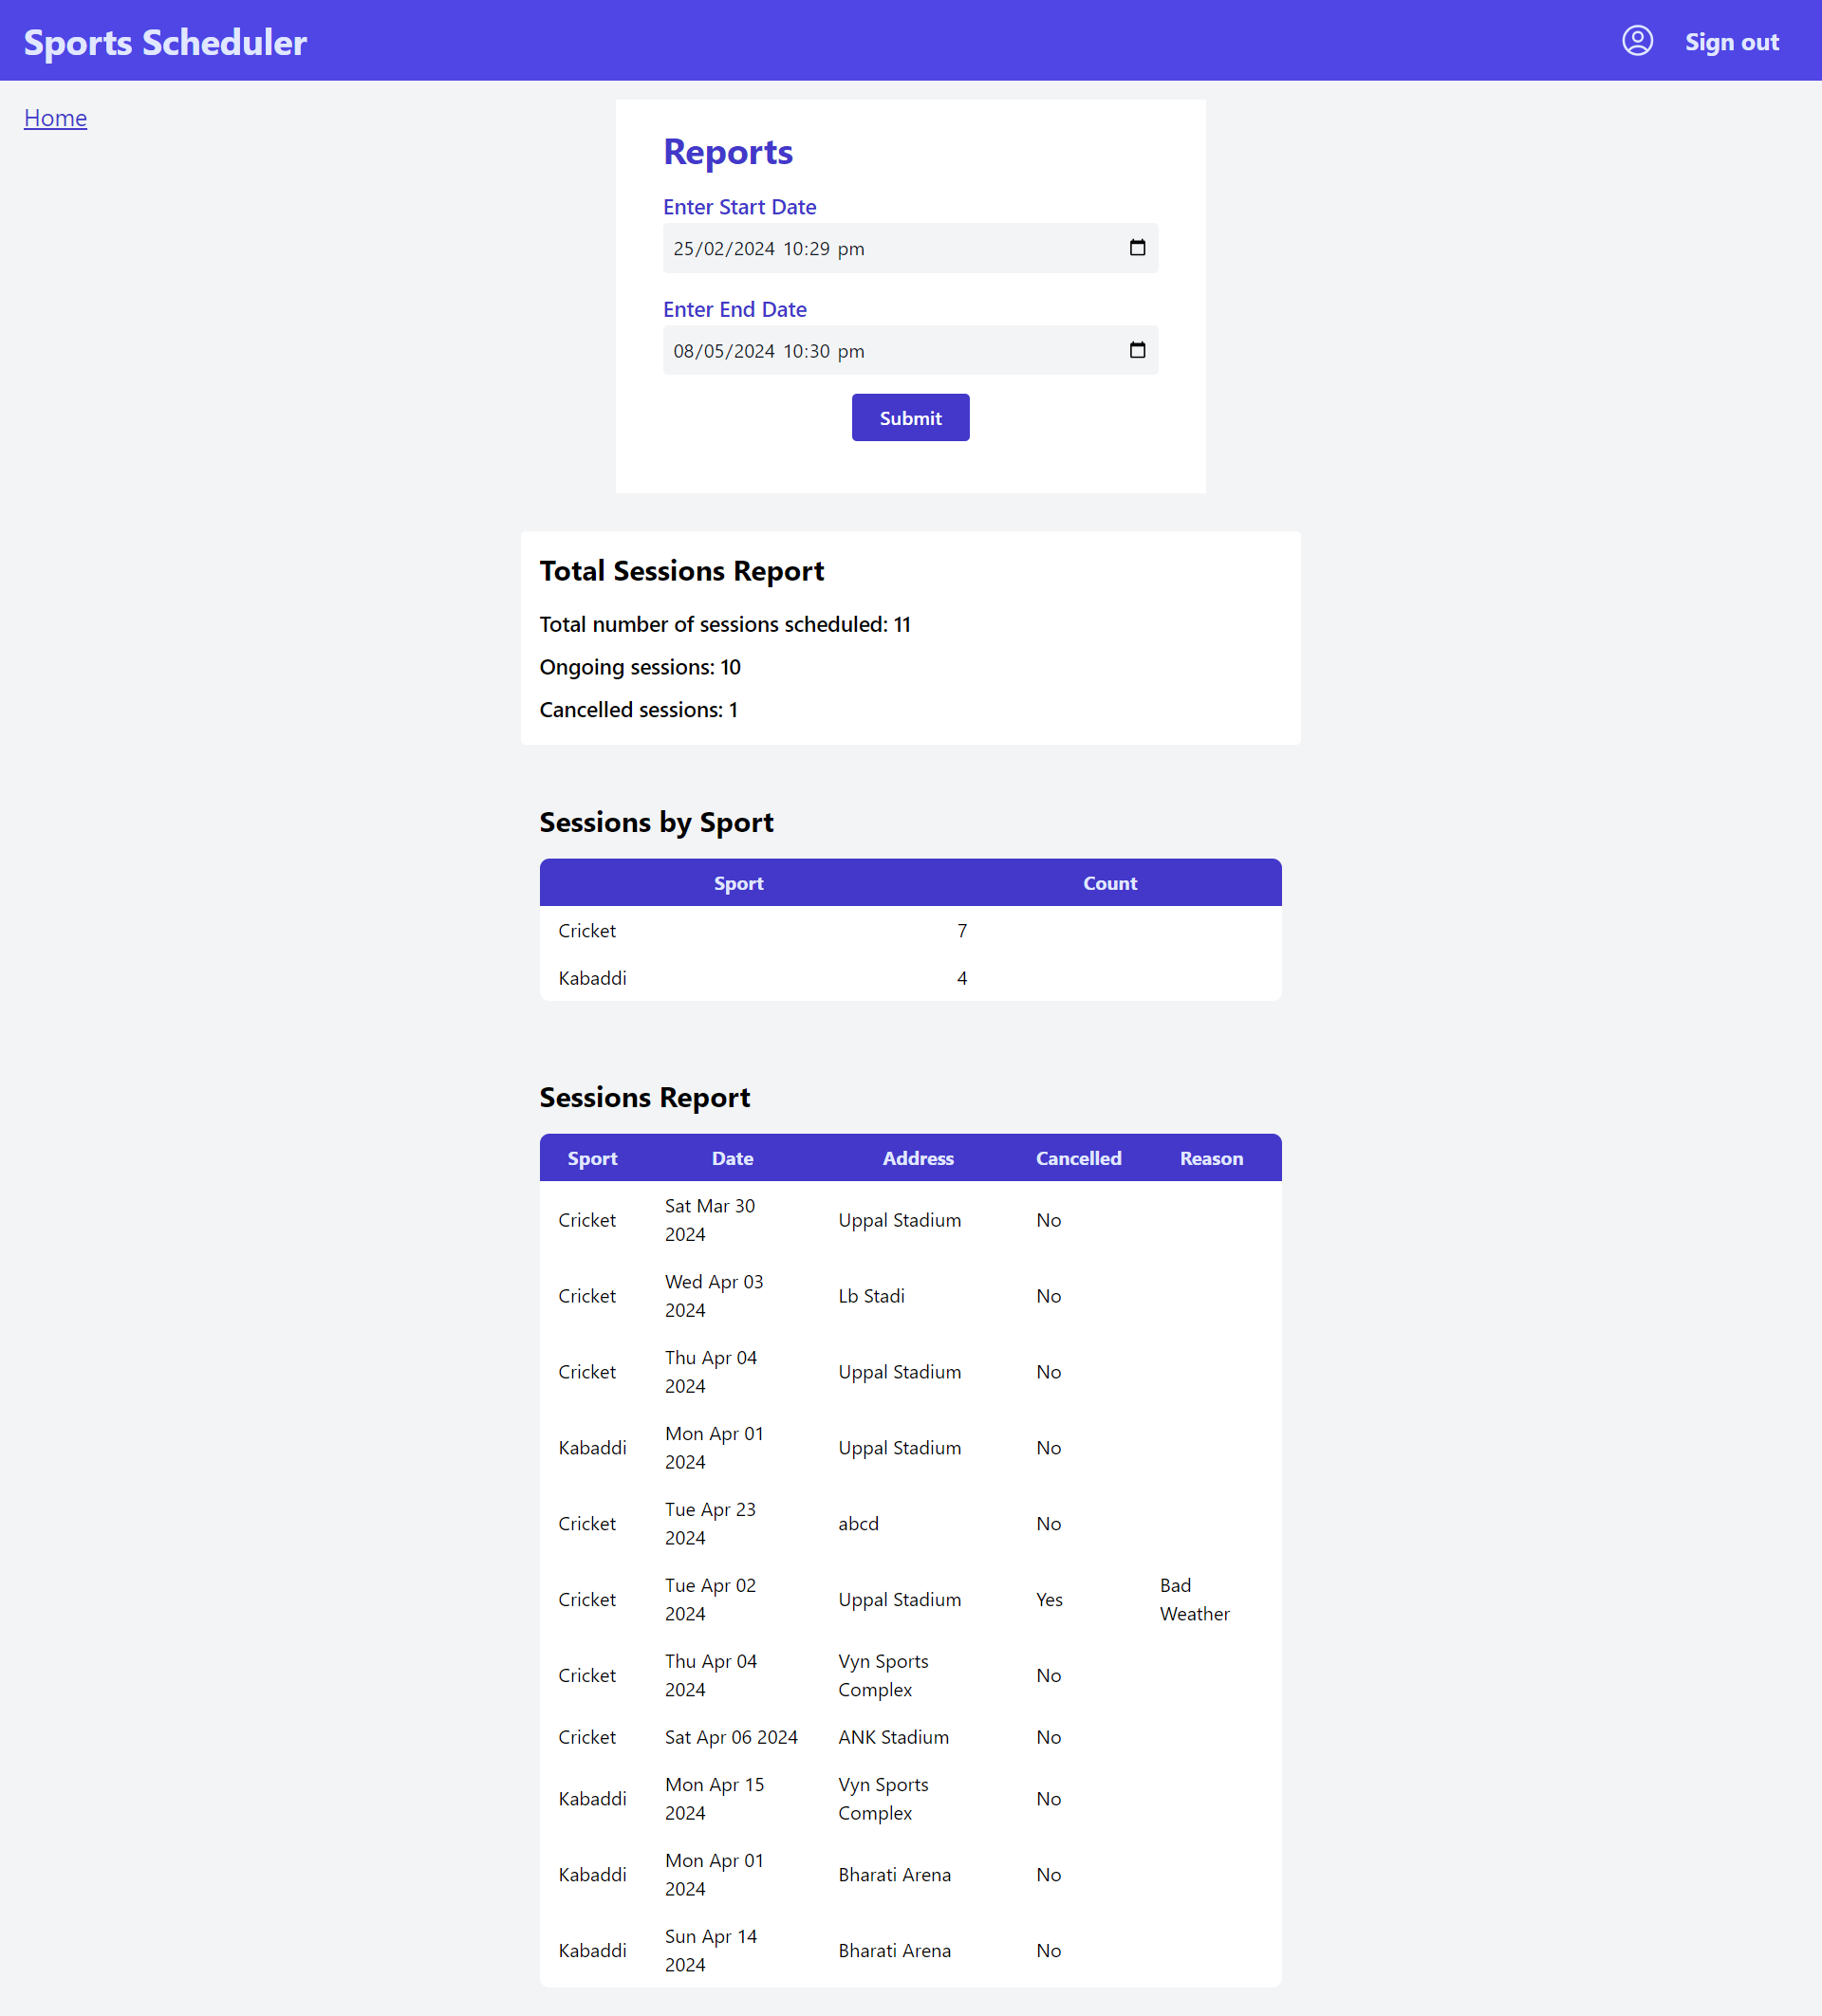 Sports Scheduler
Sign out
Home
Reports
Enter Start Date
25/02/2024 10:29 pm
Enter End Date
08/05/2024 10:30 pm
Submit
Total Sessions Report
Total number of sessions scheduled: 11
Ongoing sessions: 10
Cancelled sessions: 1
Sessions by Sport
Sport Count
Cricket 7
Kabaddi 4
Sessions Report
Sport Date Address Cancelled Reason
Cricket Sat Mar 30 2024 Uppal Stadium No
Cricket Wed Apr 03 2024 Lb Stadi No
Cricket Thu Apr 04 2024 Uppal Stadium No
Kabaddi Mon Apr 01 2024 Uppal Stadium No
Cricket Tue Apr 23 2024 abcd No
Cricket Tue Apr 02 2024 Uppal Stadium Yes Bad Weather
Cricket Thu Apr 04 2024 Vyn Sports Complex No
Cricket Sat Apr 06 2024 ANK Stadium No
Kabaddi Mon Apr 15 2024 Vyn Sports Complex No
Kabaddi Mon Apr 01 2024 Bharati Arena No
Kabaddi Sun Apr 14 2024 Bharati Arena No